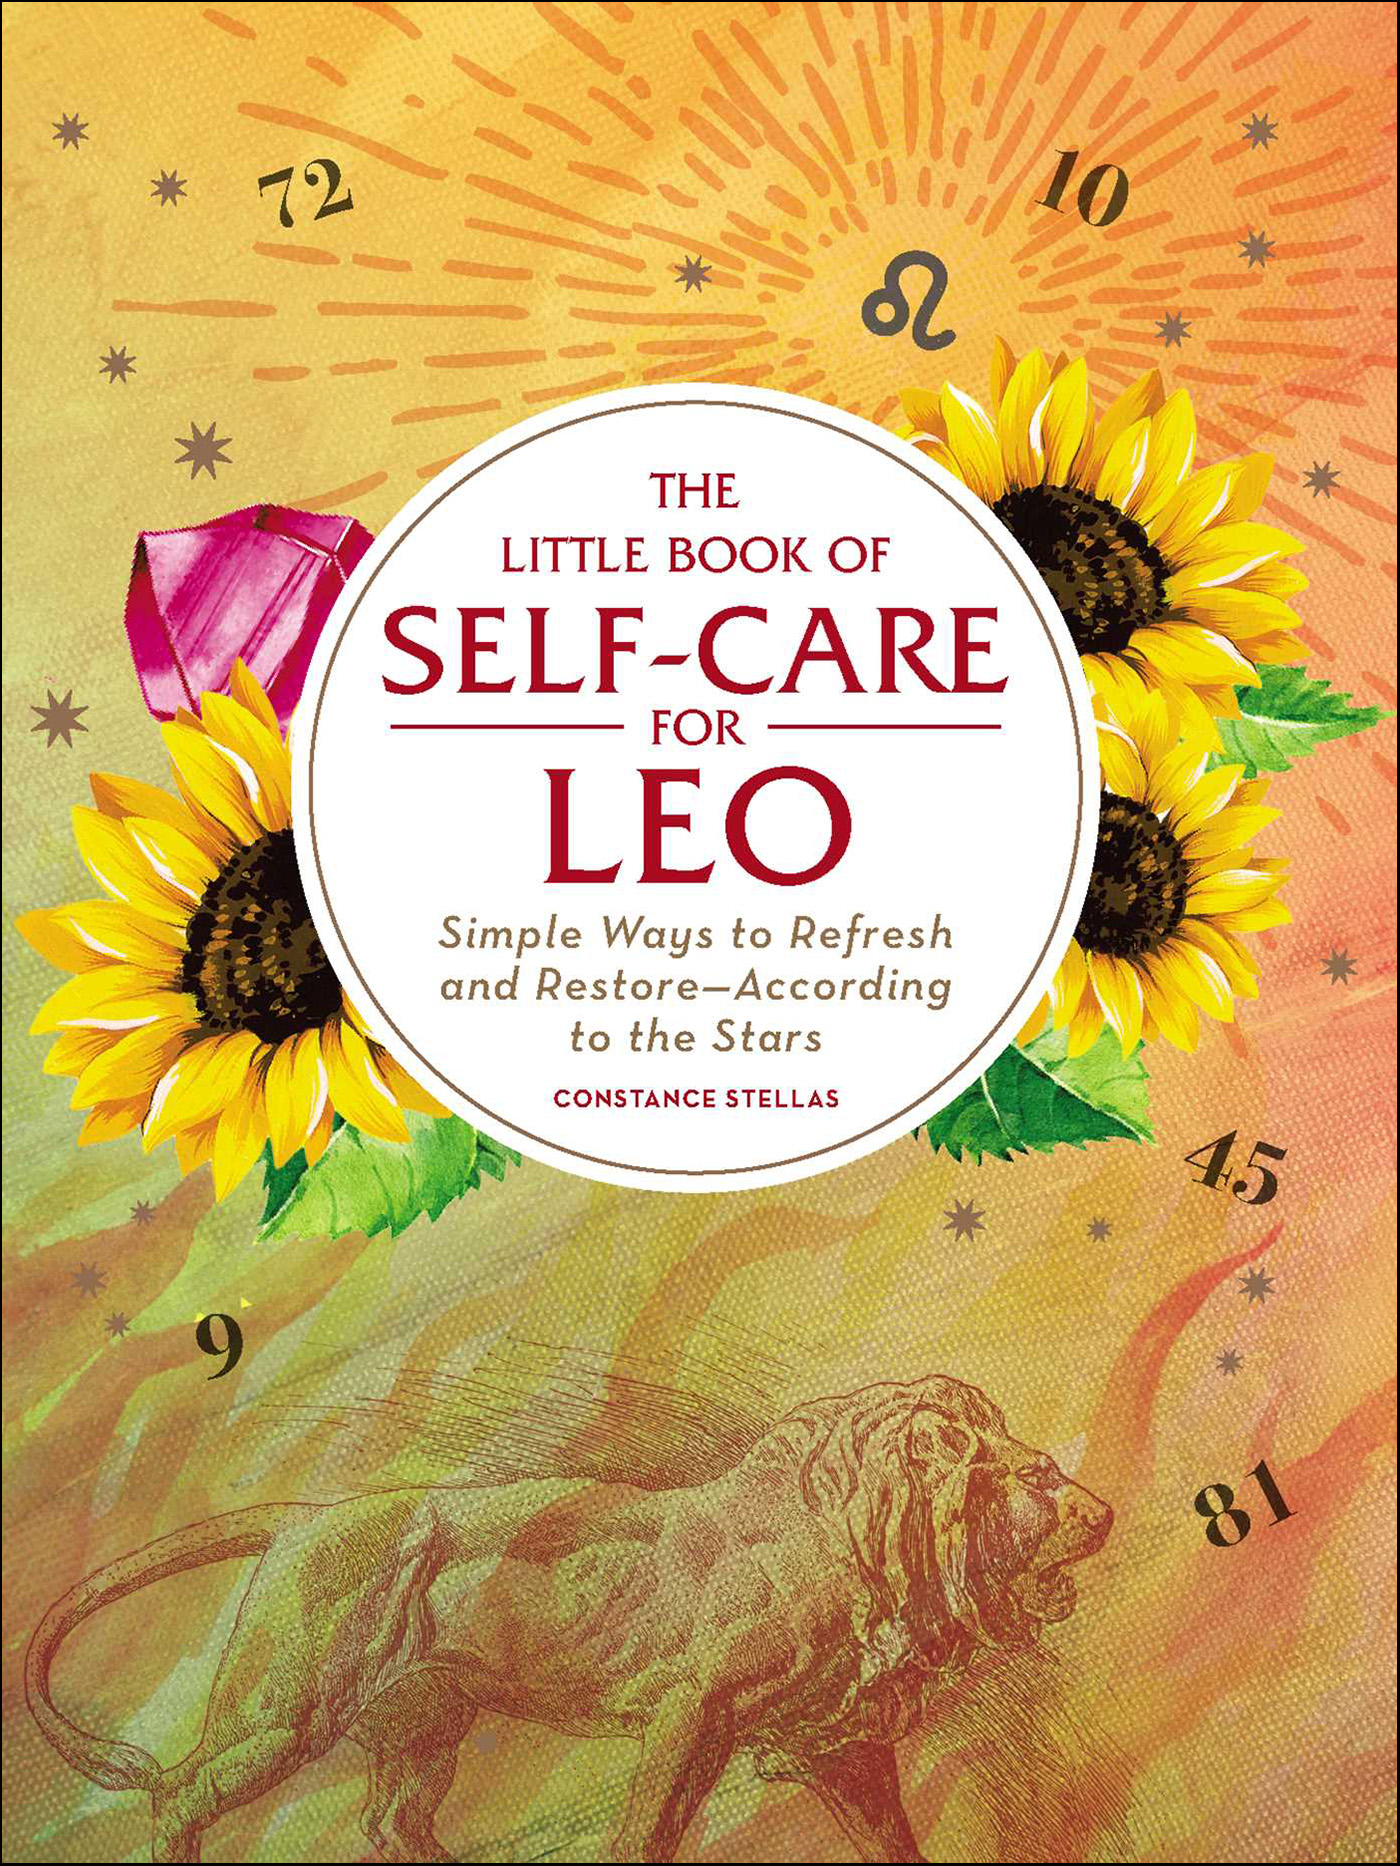 72
10
♌
THE
LITTLE BOOK OF
SELF-CARE
FOR
LEO
Simple Ways to Refresh
and Restore—According
to the Stars
CONSTANCE STELLAS
45
9
81